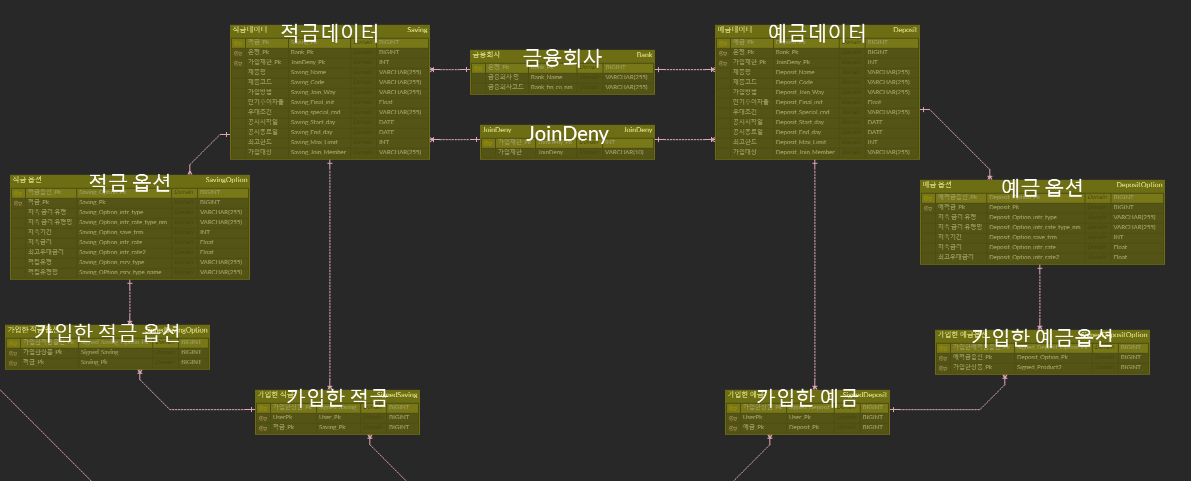 적금데이터 적금데이터 Saving
적금_Pk BIGINT
은행_Pk Bank_Pk BIGINT
가입제한_Pk JoinDeny_Pk INT
제품명 Saving_Name VARCHAR(255)
제품코드 Saving_Code VARCHAR(255)
가입방법 Saving_Join_Way VARCHAR(255)
만기후이자율 Saving_Final_init Float
우대조건 Saving_special_cnd VARCHAR(255)
공시시작일 Saving_Start_day DATE
공시종료일 Saving_End_day DATE
최고한도 Saving_Max_Limit INT
가입대상 Saving_Join_Member VARCHAR(255)
금융회사 금융회사 Bank
은행_Pk BIGINT
금융회사 명 Bank_Name VARCHAR(255)
금융회사코드 Bank_fin_co_nm VARCHAR(255)
JoinDeny JoinDeny JoinDeny
가입제한_Pk INT
가입제한 JoinDeny VARCHAR(10)
예금데이터 예금데이터 Deposit
예금_Pk BIGINT
은행_Pk Bank_Pk BIGINT
가입제한_Pk JoinDeny_Pk INT
제품명 Deposit_Name VARCHAR(255)
제품코드 Deposit_Code VARCHAR(255)
가입방법 Deposit_Join_Way VARCHAR(255)
만기후이자율 Deposit_Final_init Float
우대조건 Deposit_Special_cnd VARCHAR(255)
공시시작일 Deposit_Start_day DATE
공시종료일 Deposit_End_day DATE
최고한도 Deposit_Max_Limit INT
가입대상 Deposit_Join_Member VARCHAR(255)
적금 옵션 적금 옵션 SavingOption
적금옵션_Pk Domain BIGINT
적금_Pk Saving_Pk BIGINT
저축 금리 유형 Saving_Option_intr_type VARCHAR(255)
저축 금리 유형명 Saving_Option_intr_rate_type_nm VARCHAR(255)
저축기간 Saving_Option_save_trm INT
저축금리 Saving_Option_intr_rate Float
최고우대금리 Saving_Option_intr_rate2 Float
적립유형 Saving_Option_rsrv_type VARCHAR(255)
적립유형명 Saving_OPtion_rsrv_type_name VARCHAR(255)
예금 옵션 예금 옵션 DepositOption
예적금옵션_Pk Domain BIGINT
예적금_Pk Deposit_Pk BIGINT
저축 금리 유형 Deposit_Option_intr_type VARCHAR(255)
저축 금리 유형명 Deposit_Option_intr_rate_type_nm VARCHAR(255)
저축기간 Deposit_Option_save_trm INT
저축금리 Deposit_Option_intr_rate Float
최고우대금리 Deposit_Option_intr_rate2 Float
가입한 적금 옵션
BIGINT
가입한상품_Pk Signed_Saving BIGINT
적금_Pk Saving_Pk BIGINT
가입한 예금옵션 가입한 예금옵션
BIGINT
예적금옵션_Pk Deposit_Option_Pk BIGINT
가입한상품_Pk Signed_Product2 BIGINT
가입한 적금 가입한 적금 SignedSaving
가입한상품_Pk BIGINT
UserPk User_Pk BIGINT
적금_Pk Saving_Pk BIGINT
가입한 예금 가입한 예금 SignedDeposit
가입한상품_Pk BIGINT
UserPk User_Pk BIGINT
예금_Pk Deposit_Pk BIGINT